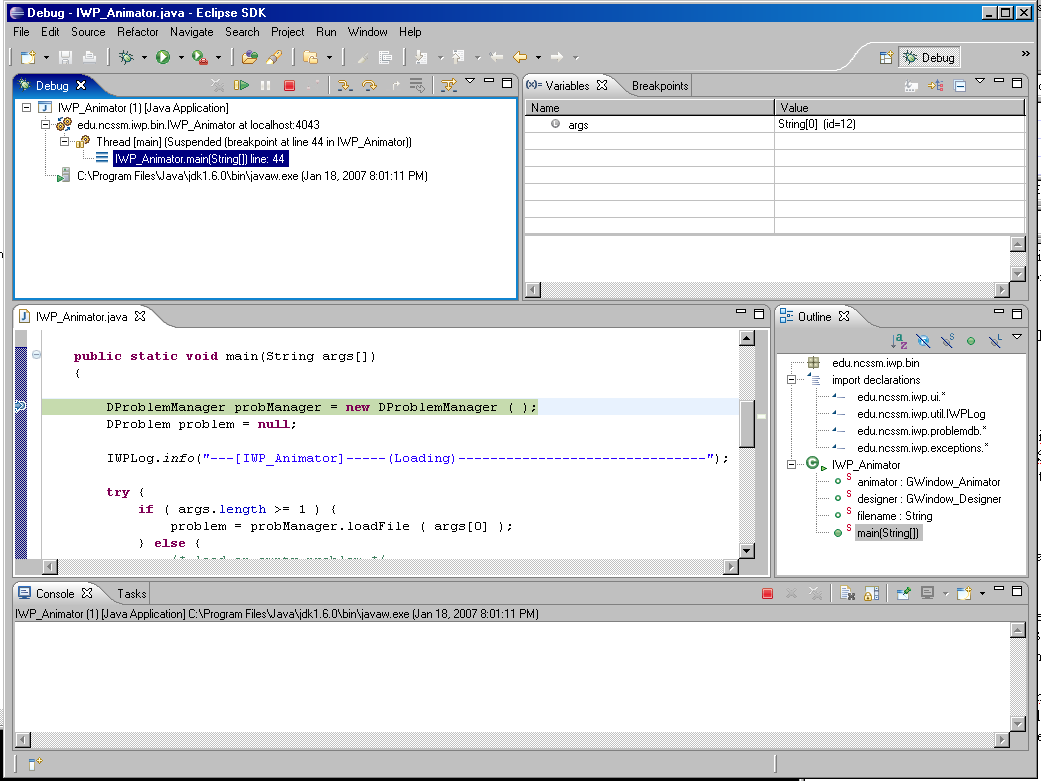 Debug - IWP_Animator.java - Eclipse SDK
File Edit Source Refactor Navigate Search Project Run Window Help
Debug
»
Debug
IWP_Animator (1) [Java Application]
edu.ncssm.iwp.bin.IWP_Animator at localhost:4043
Thread [main] (Suspended (breakpoint at line 44 in IWP_Animator))
IWP_Animator.main(String[]) line: 44
C:\Program Files\Java\jdk1.6.0\bin\javaw.exe (Jan 18, 2007 8:01:11 PM)
(x)= Variables Breakpoints
Name Value
args String[0] (id=12)
IWP_Animator.java
public static void main(String args[])
{
DProblemManager probManager = new DProblemManager ( );
DProblem problem = null;
IWPLog.info("---[IWP_Animator]-----(Loading)-------------------------------");
try {
if ( args.length >= 1 ) {
problem = probManager.loadFile ( args[0] );
} else {
Outline
edu.ncssm.iwp.bin
import declarations
edu.ncssm.iwp.ui.*
edu.ncssm.iwp.util.IWPLog
edu.ncssm.iwp.problemdb.*
edu.ncssm.iwp.exceptions.*
IWP_Animator
animator : GWindow_Animator
designer : GWindow_Designer
filename : String
main(String[])
Console Tasks
IWP_Animator (1) [Java Application] C:\Program Files\Java\jdk1.6.0\bin\javaw.exe (Jan 18, 2007 8:01:11 PM)